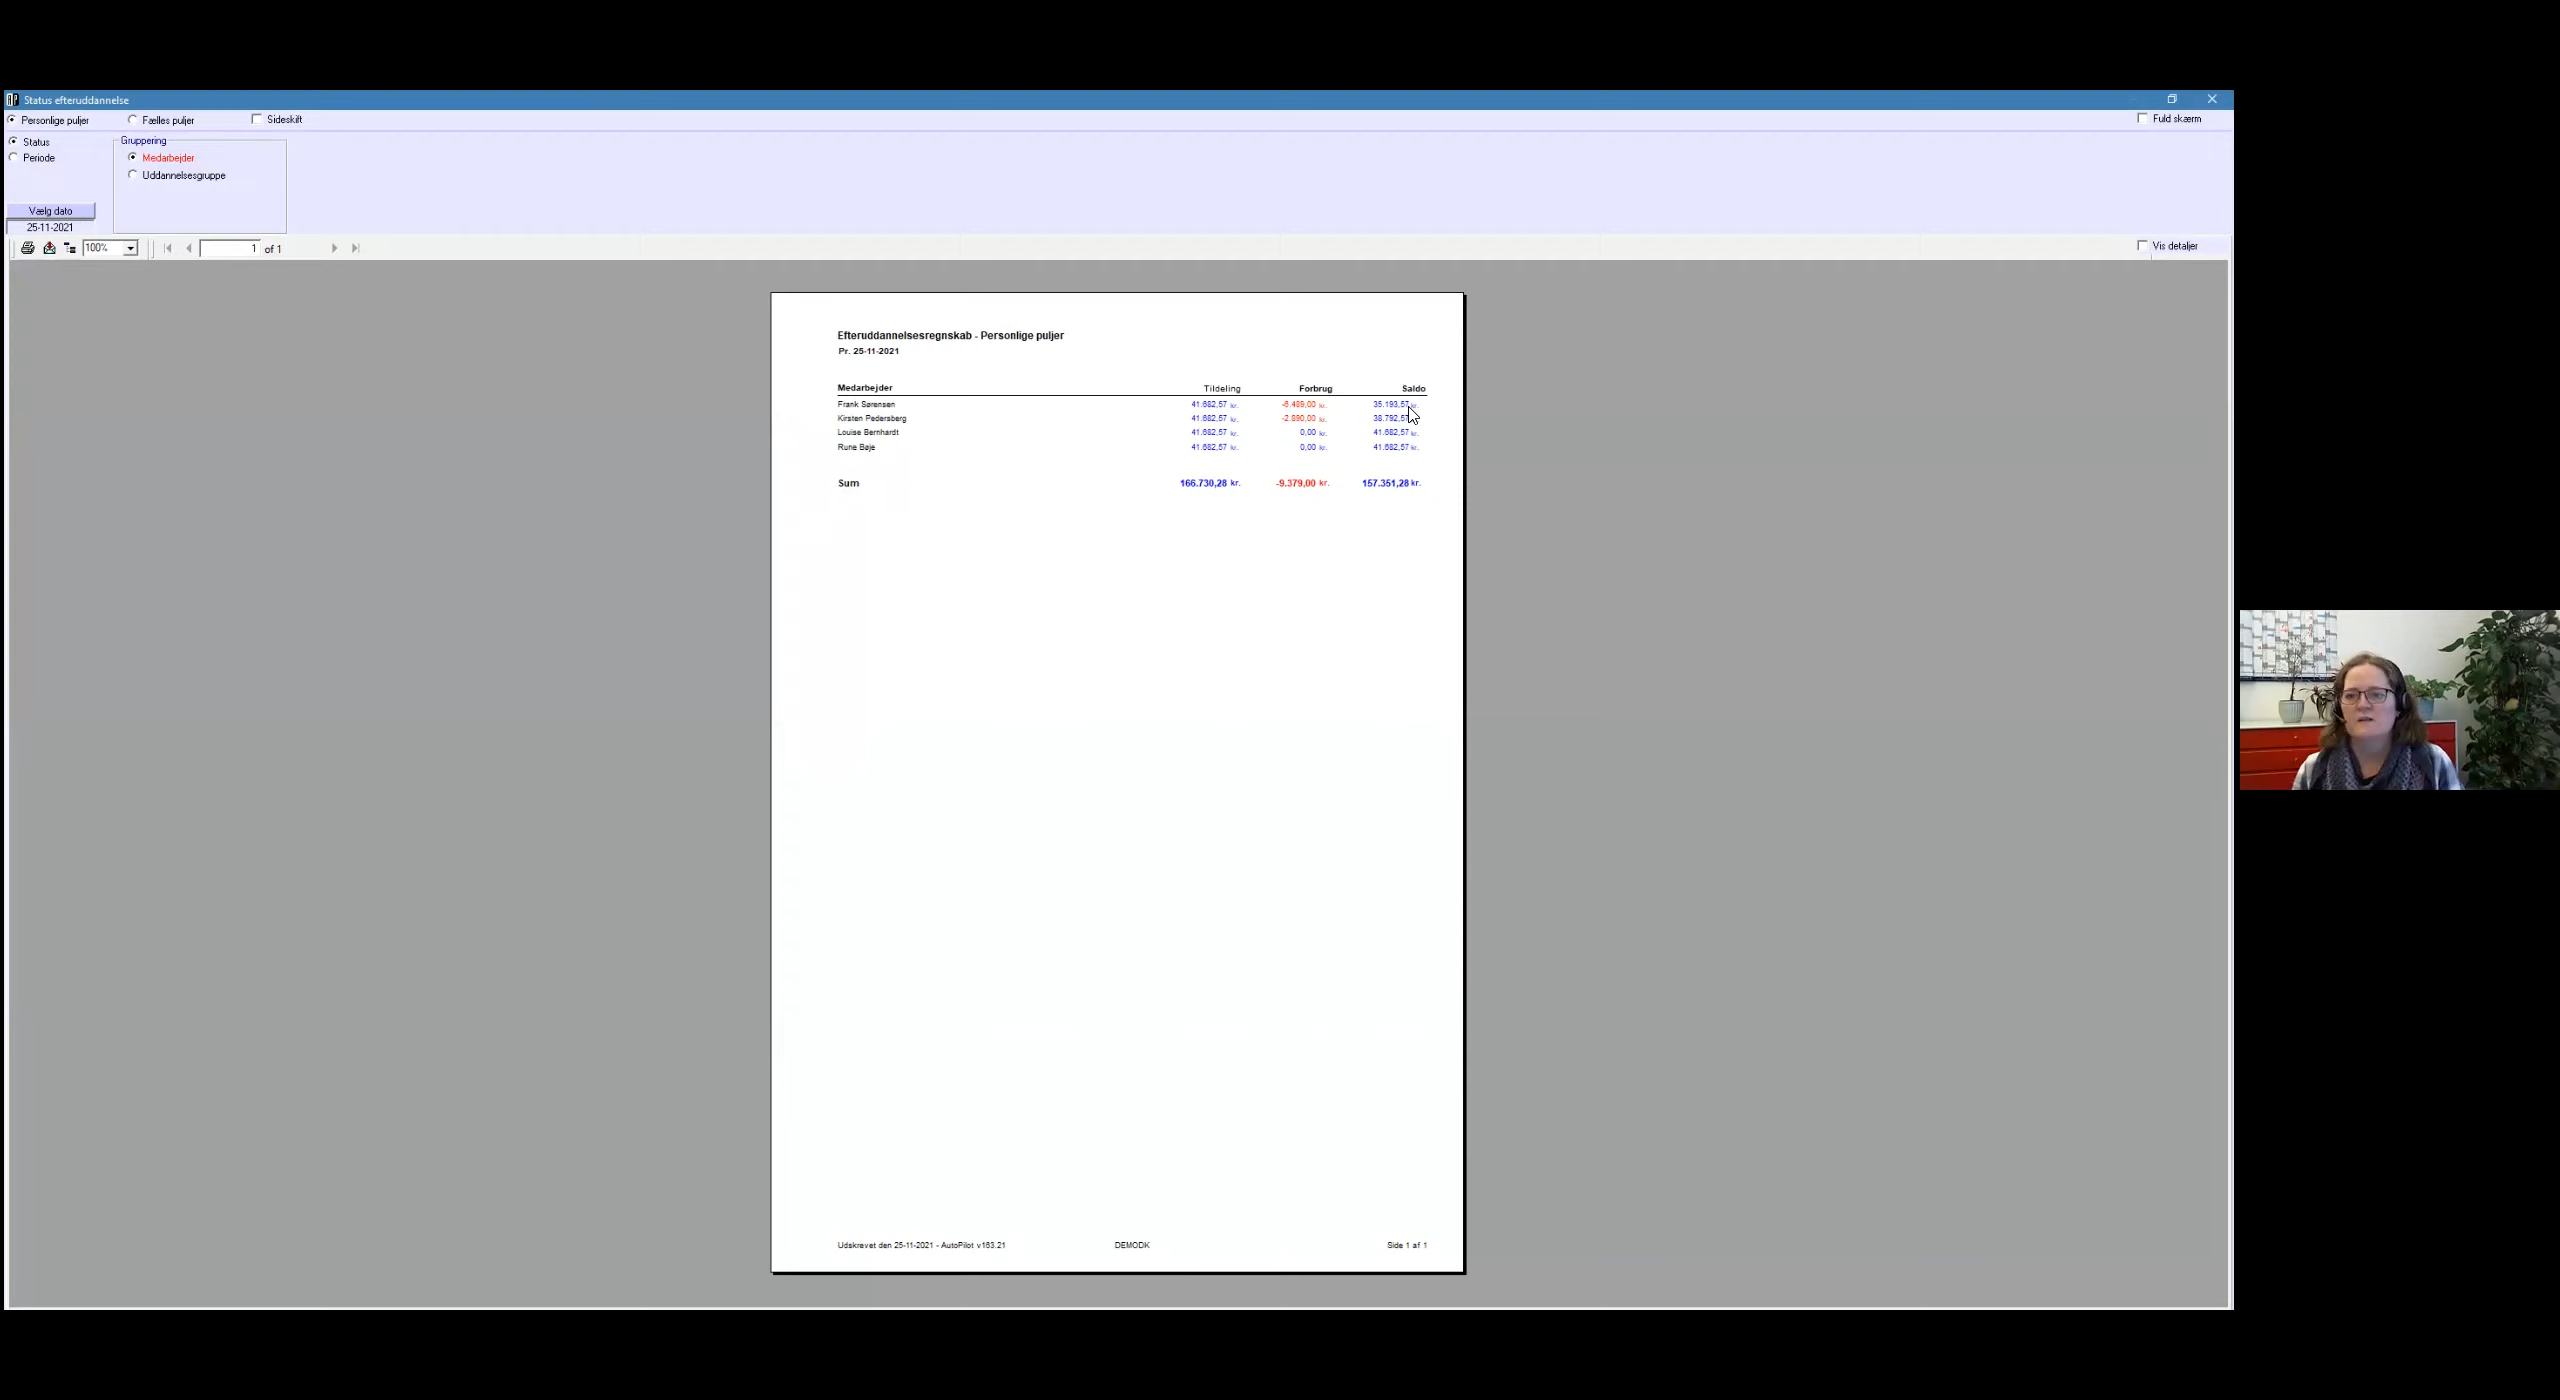 Status efteruddannelse
Personlige puljer Fælles puljer Sideskift Fuld skærm
Status
Periode
Gruppering
Medarbejder
Uddannelsesgruppe
Vælg dato
25-11-2021
100% 1 of 1 Vis detaljer
Efteruddannelsesregnskab - Personlige puljer
Pr. 25-11-2021
Medarbejder Tildeling Forbrug Saldo
Frank Sørensen 41.682,57 kr. -6.489,00 kr. 35.193,57 kr.
Kirsten Pedersberg 41.682,57 kr. -2.890,00 kr. 38.792,57
Louise Bernhardt 41.682,57 kr. 0,00 kr. 41.682,57 kr.
Rune Bøje 41.682,57 kr. 0,00 kr. 41.682,57 kr.
Sum 166.730,28 kr. -9.379,00 kr. 157.351,28 kr.
Udskrevet den 25-11-2021 - AutoPilot v163.21 DEMODK Side 1 af 1